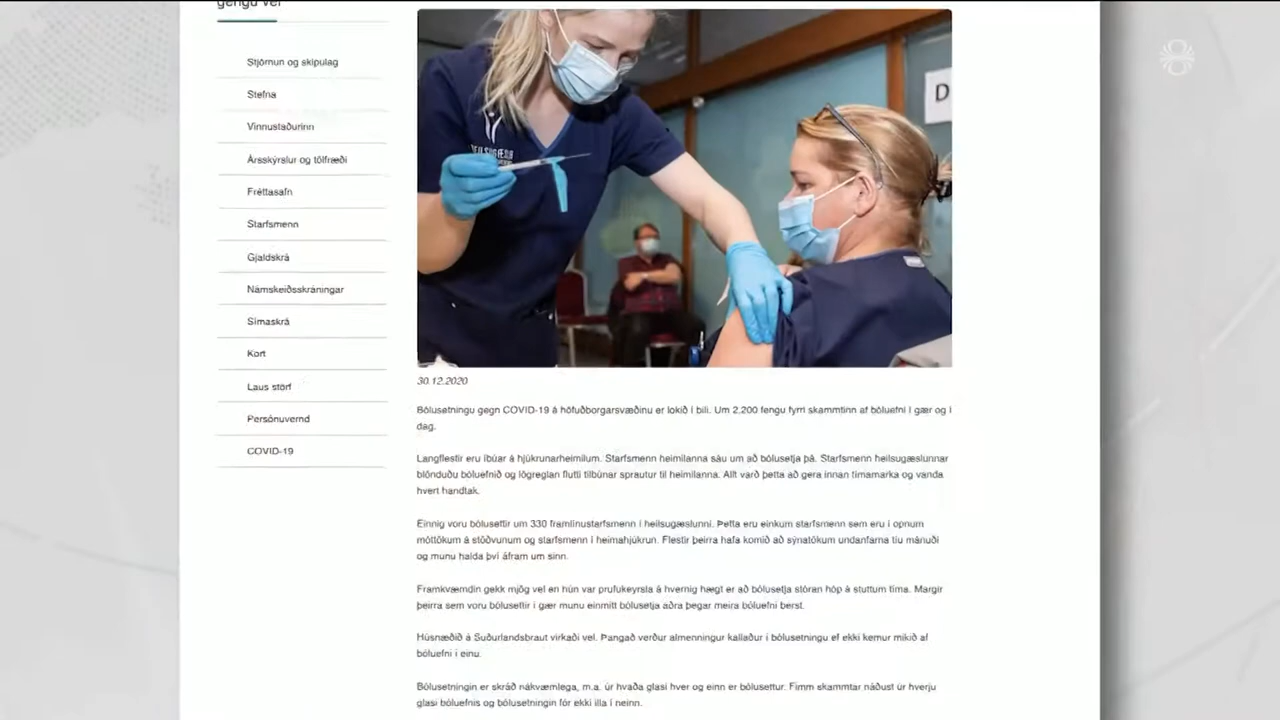 gengu vel
Stjórnun og skipulag
Stefna
Vinnustaðurinn
Ársskýrslur og tölfræði
Fréttasafn
Starfsmenn
Gjaldskrá
Námskeiðsskráningar
Símaskrá
Kort
Laus störf
Persónuvernd
COVID-19
D
30.12.2020
Bólusetningu gegn COVID-19 á höfuðborgarsvæðinu er lokið í bili. Um 2.200 fengu fyrri skammtinn af bóluefni í gær og í
dag.
Langflestir eru íbúar á hjúkrunarheimilum. Starfsmenn heimilanna sáu um að bólusetja þá. Starfsmenn heilsugæslunnar
blönduðu bóluefnið og lögreglan flutti tilbúnar sprautur til heimilanna. Allt varð þetta að gera innan tímamarka og vanda
hvert handtak.
Einnig voru bólusettir um 330 framlínustarfsmenn í heilsugæslunni. Þetta eru einkum starfsmenn sem eru í opnum
móttökum á stöðvunum og starfsmenn í heimahjúkrun. Flestir þeirra hafa komið að sýnatökum undanfarna tíu mánuði
og munu halda því áfram um sinn.
Framkvæmdin gekk mjög vel en hún var prufukeyrsla á hvernig hægt er að bólusetja stóran hóp á stuttum tíma. Margir
þeirra sem voru bólusettir í gær munu einmitt bólusetja aðra þegar meira bóluefni berst.
Húsnæðið á Suðurlandsbraut virkaði vel. Þangað verður almenningur kallaður í bólusetningu ef ekki kemur mikið af
bóluefni í einu.
Bólusetningin er skráð nákvæmlega, m.a. úr hvaða glasi hver og einn er bólusettur. Fimm skammtar náðust úr hverju
glasi bóluefnis og bólusetningin fór ekki illa í neinn.